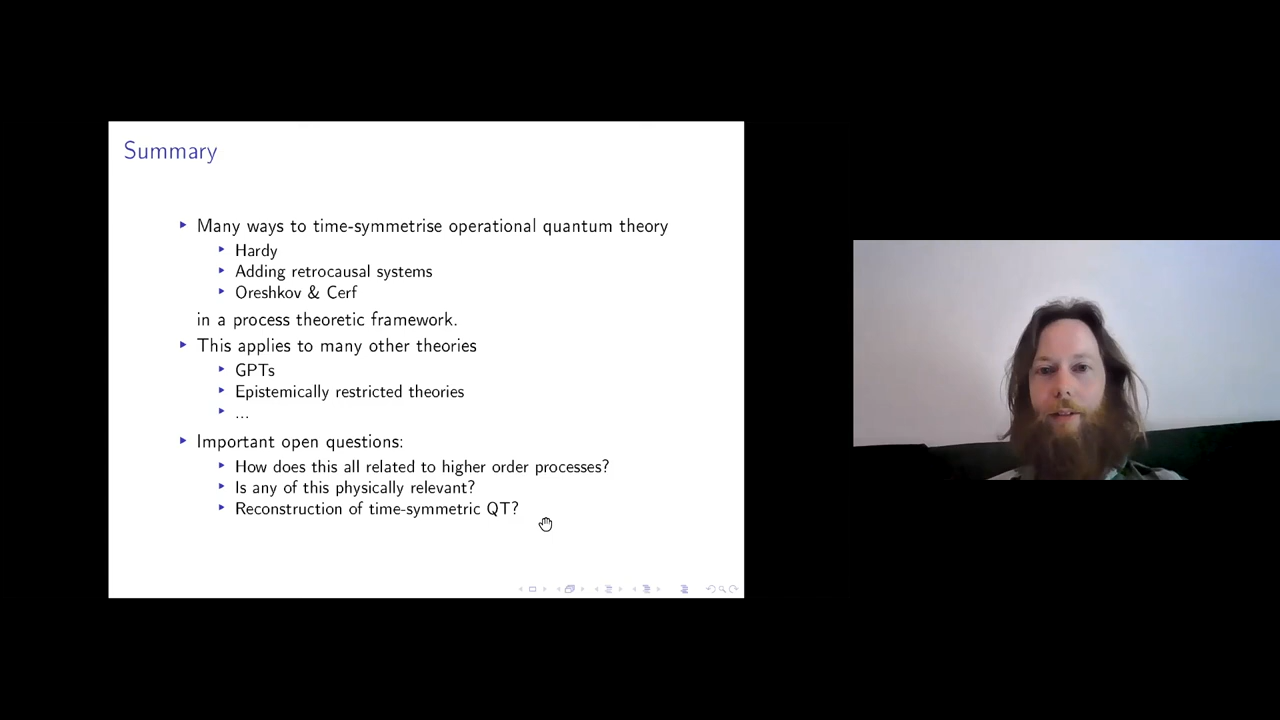 Summary
Many ways to time-symmetrise operational quantum theory
Hardy
Adding retrocausal systems
Oreshkov & Cerf
in a process theoretic framework.
This applies to many other theories
GPTs
Epistemically restricted theories
...
Important open questions:
How does this all related to higher order processes?
Is any of this physically relevant?
Reconstruction of time-symmetric QT?